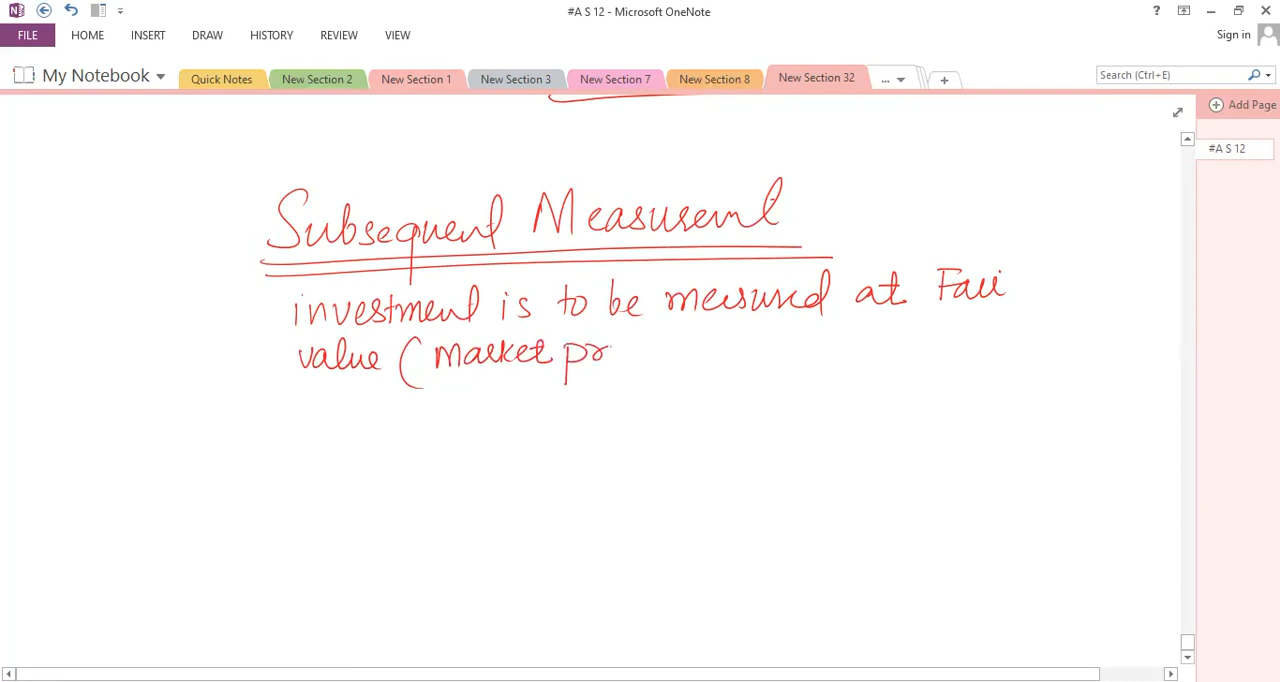 #A S 12 - Microsoft OneNote
?
Sign in
FILE HOME INSERT DRAW HISTORY REVIEW VIEW
My Notebook
Quick Notes New Section 2 New Section 1 New Section 3 New Section 7 New Section 8 New Section 32 ...
Search (Ctrl+E)
Add Page
#A S 12
Subsequent Measurement
investment is to be measured at Fair
value (market pr